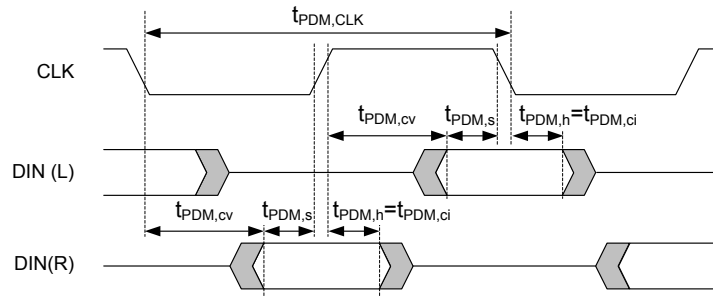 tPDM,CLK
CLK
tPDM,cv tPDM,s tPDM,h=tPDM,ci
DIN (L)
tPDM,cv tPDM,s tPDM,h=tPDM,ci
DIN(R)